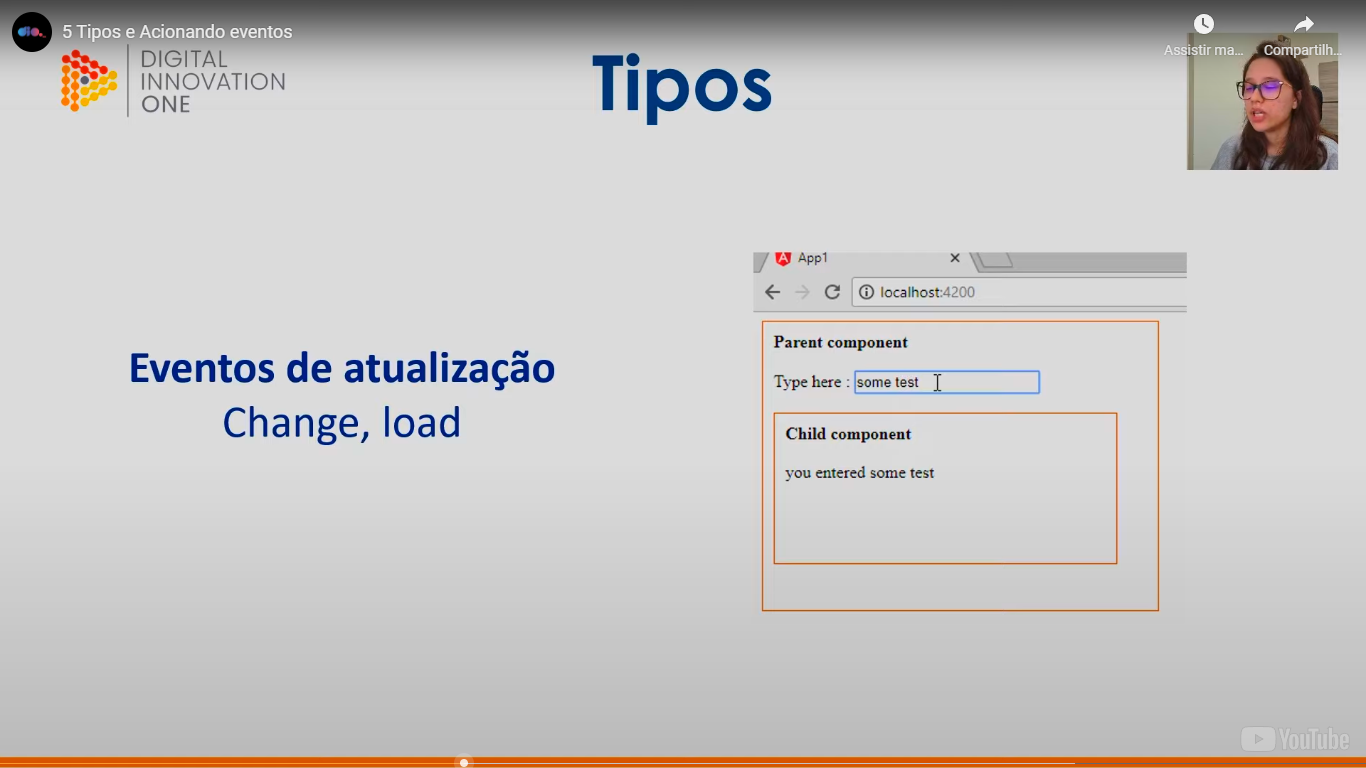 5 Tipos e Acionando eventos
Assistir ma...
Compartilh...
DIGITAL
INNOVATION
ONE
Tipos
App1
localhost:4200
Parent component
Type here : some test
Child component
you entered some test
Eventos de atualização
Change, load
YouTube